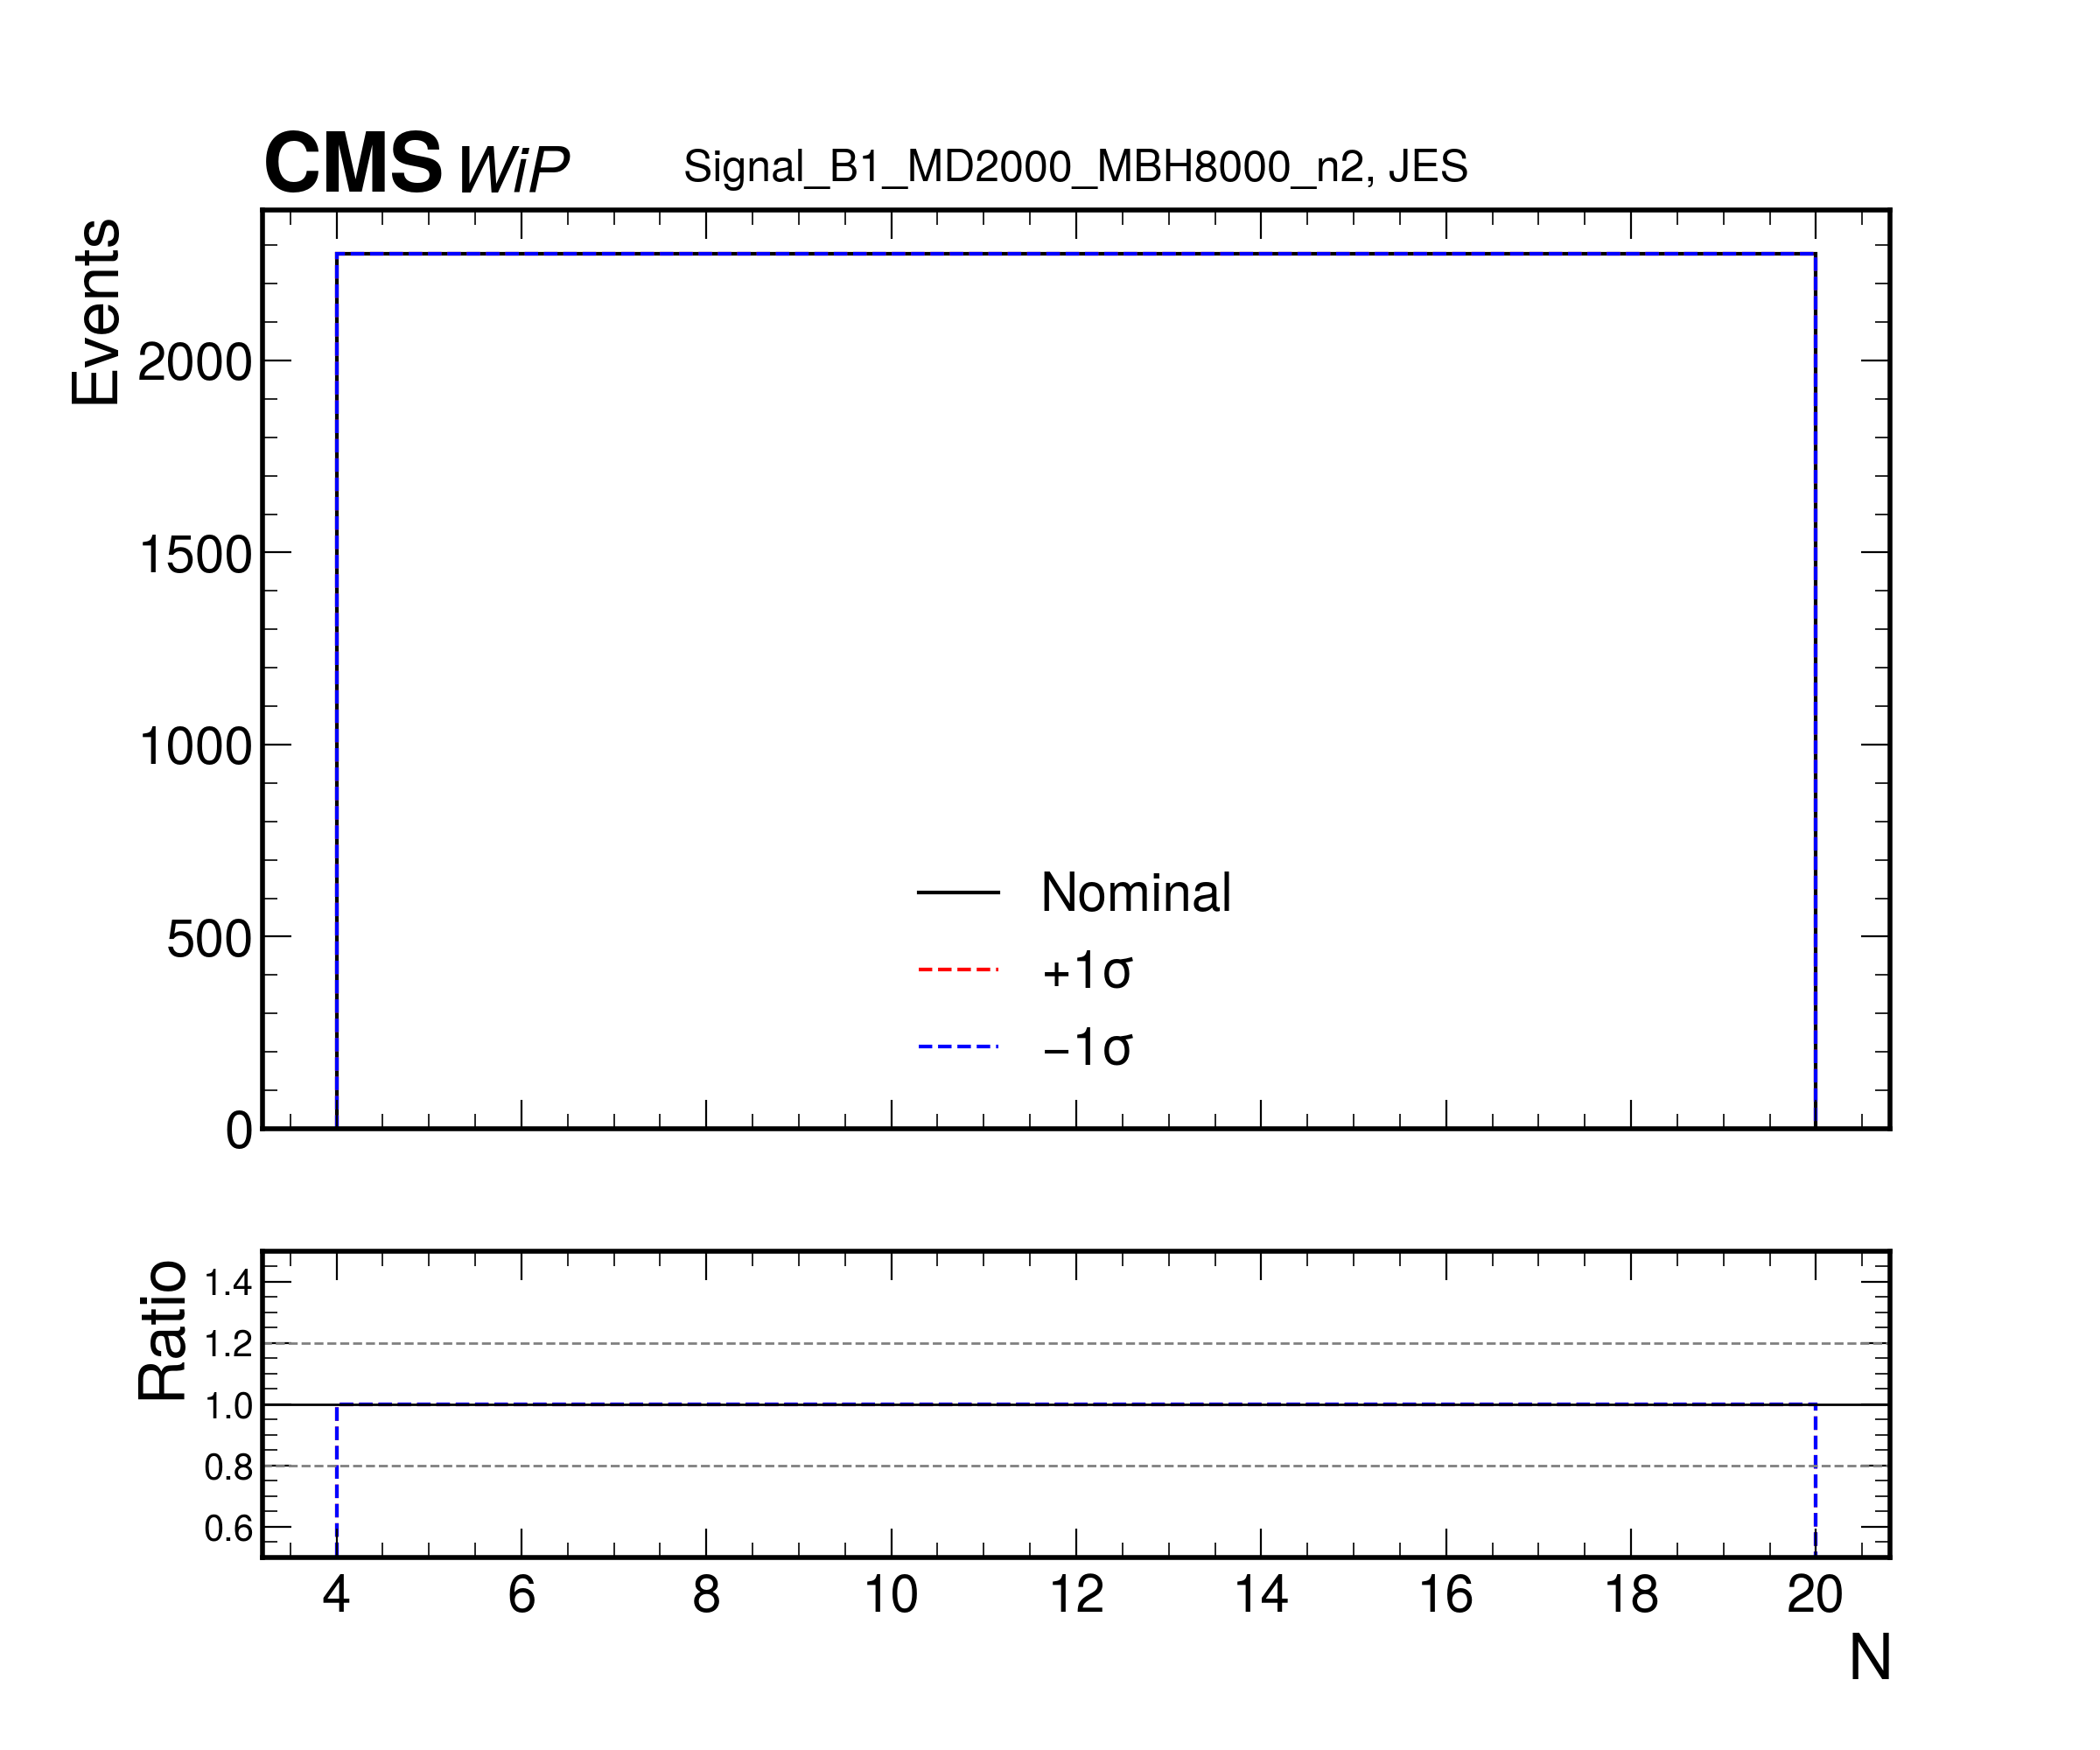 CMS WiP
Signal_B1_MD2000_MBH8000_n2, JES
Events
2000
1500
1000
500
0
Nominal
+1σ
−1σ
Ratio
1.4
1.2
1.0
0.8
0.6
4 6 8 10 12 14 16 18 20
N